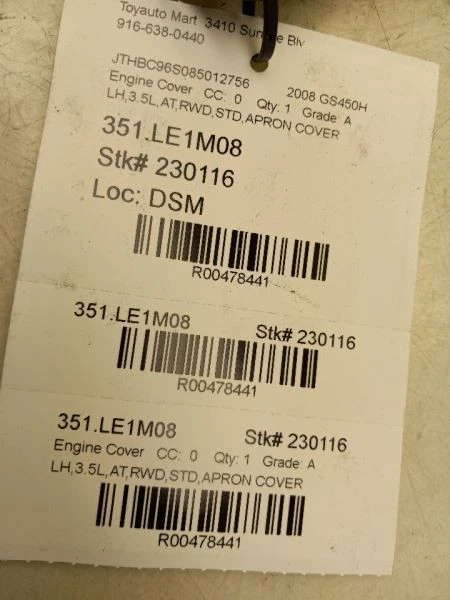 Toyauto Mart 3410 Blv
916-638-0440
JTHBC96S085012756 2008 GS450H
Engine Cover CC: 0 Qty: 1 Grade: A
LH,3.5L,AT,RWD,STD,APRON COVER
351.LE1M08
Stk# 230116
Loc: DSM
R00478441
351.LE1M08 Stk# 230116
R00478441
351.LE1M08 Stk# 230116
Engine Cover CC: 0 Qty: 1 Grade: A
LH,3.5L,AT,RWD,STD,APRON COVER
R00478441